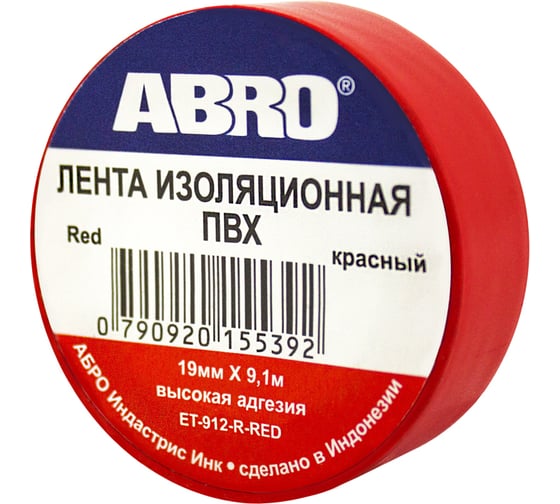 ABRO®
ЛЕНТА ИЗОЛЯЦИОННАЯ
ПВХ
Red
красный
0 790920 155392
19мм X 9,1м
высокая адгезия
ET-912-R-RED
АБРО Индастрис Инк • сделано в Индонезии